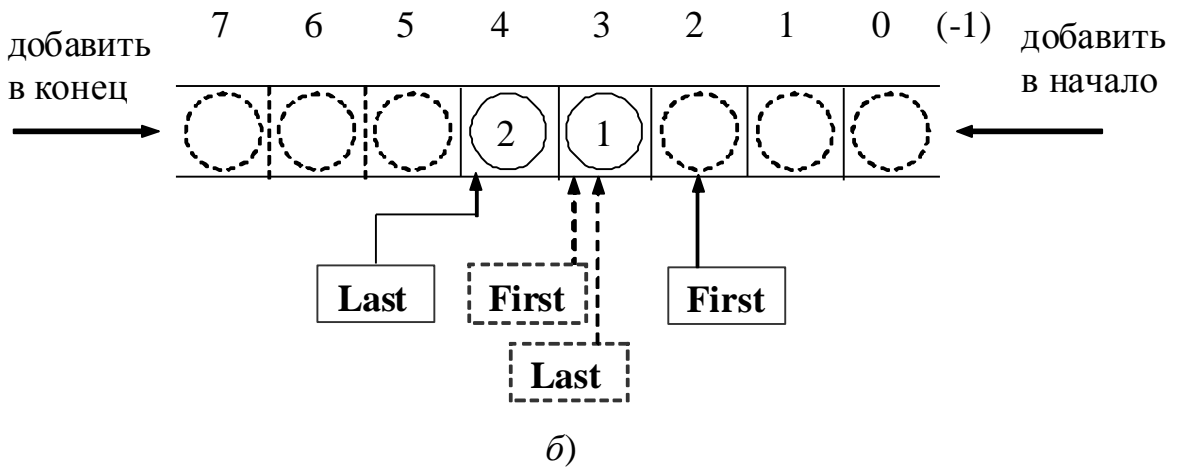 7 6 5 4 3 2 1 0 (-1)
добавить
в конец
добавить
в начало
2 1
Last
First
First
Last
б)